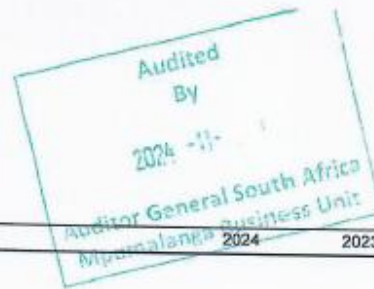 Audited
By
2024 -11-
Auditor General South Africa
Mpumalanga Business Unit
2024 2023